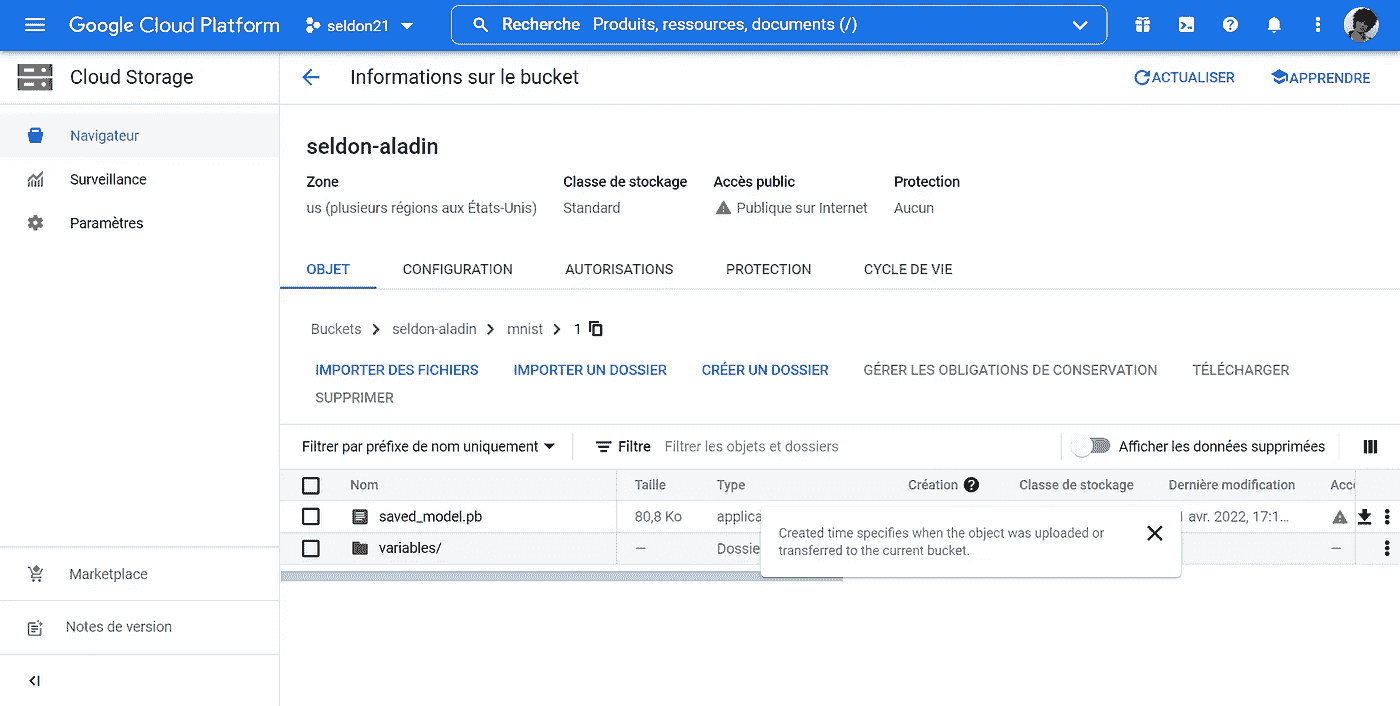 Google Cloud Platform
seldon21
Recherche Produits, ressources, documents (/)
Cloud Storage
Informations sur le bucket
ACTUALISER
APPRENDRE
Navigateur
Surveillance
Paramètres
Marketplace
Notes de version
seldon-aladin
Zone
Classe de stockage
Accès public
Protection
us (plusieurs régions aux États-Unis)
Standard
Publique sur Internet
Aucun
OBJET
CONFIGURATION
AUTORISATIONS
PROTECTION
CYCLE DE VIE
Buckets
seldon-aladin
mnist
1
IMPORTER DES FICHIERS
IMPORTER UN DOSSIER
CRÉER UN DOSSIER
GÉRER LES OBLIGATIONS DE CONSERVATION
TÉLÉCHARGER
SUPPRIMER
Filtrer par préfixe de nom uniquement
Filtre
Filtrer les objets et dossiers
Afficher les données supprimées
Nom
Taille
Type
Création
Classe de stockage
Dernière modification
Acc
saved_model.pb
80,8 Ko
applica
avr. 2022, 17:1...
variables/
—
Dossie
—
Created time specifies when the object was uploaded or
transferred to the current bucket.